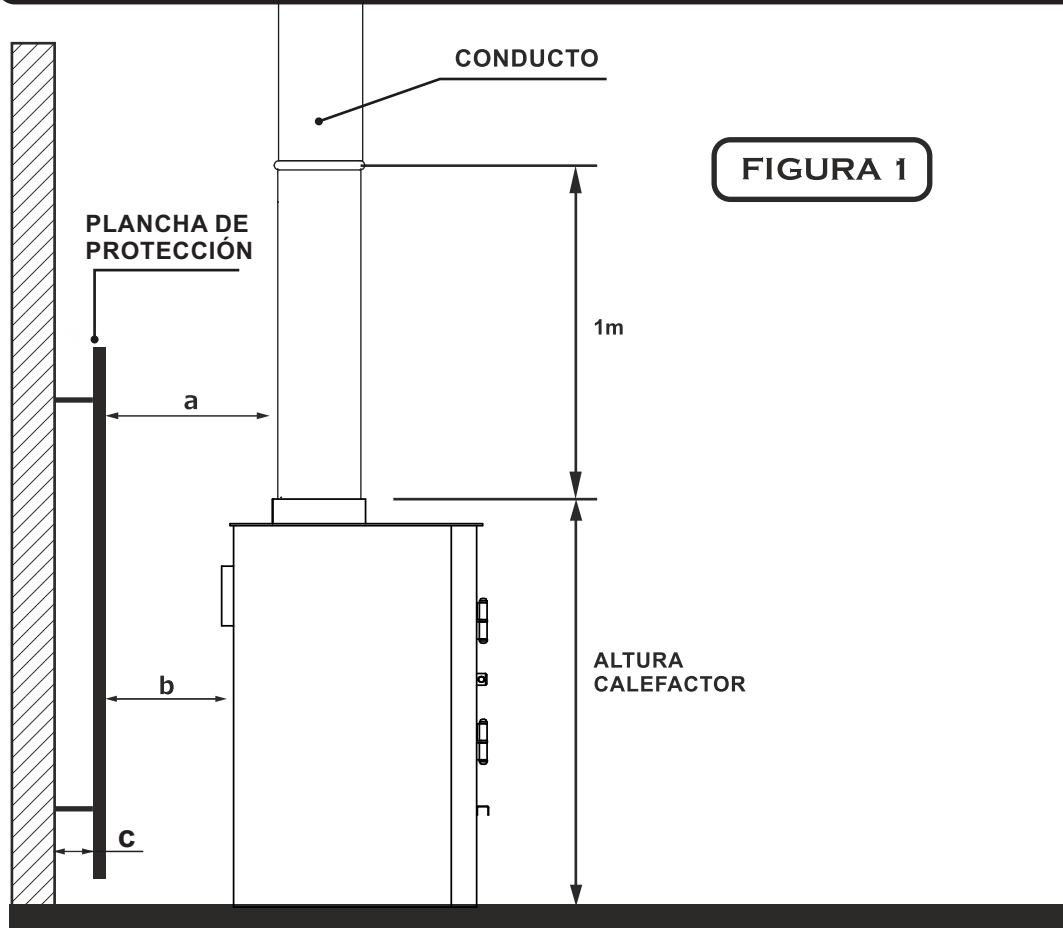 CONDUCTO
FIGURA 1
PLANCHA DE
PROTECCIÓN
1m
a
ALTURA
CALEFACTOR
b
c